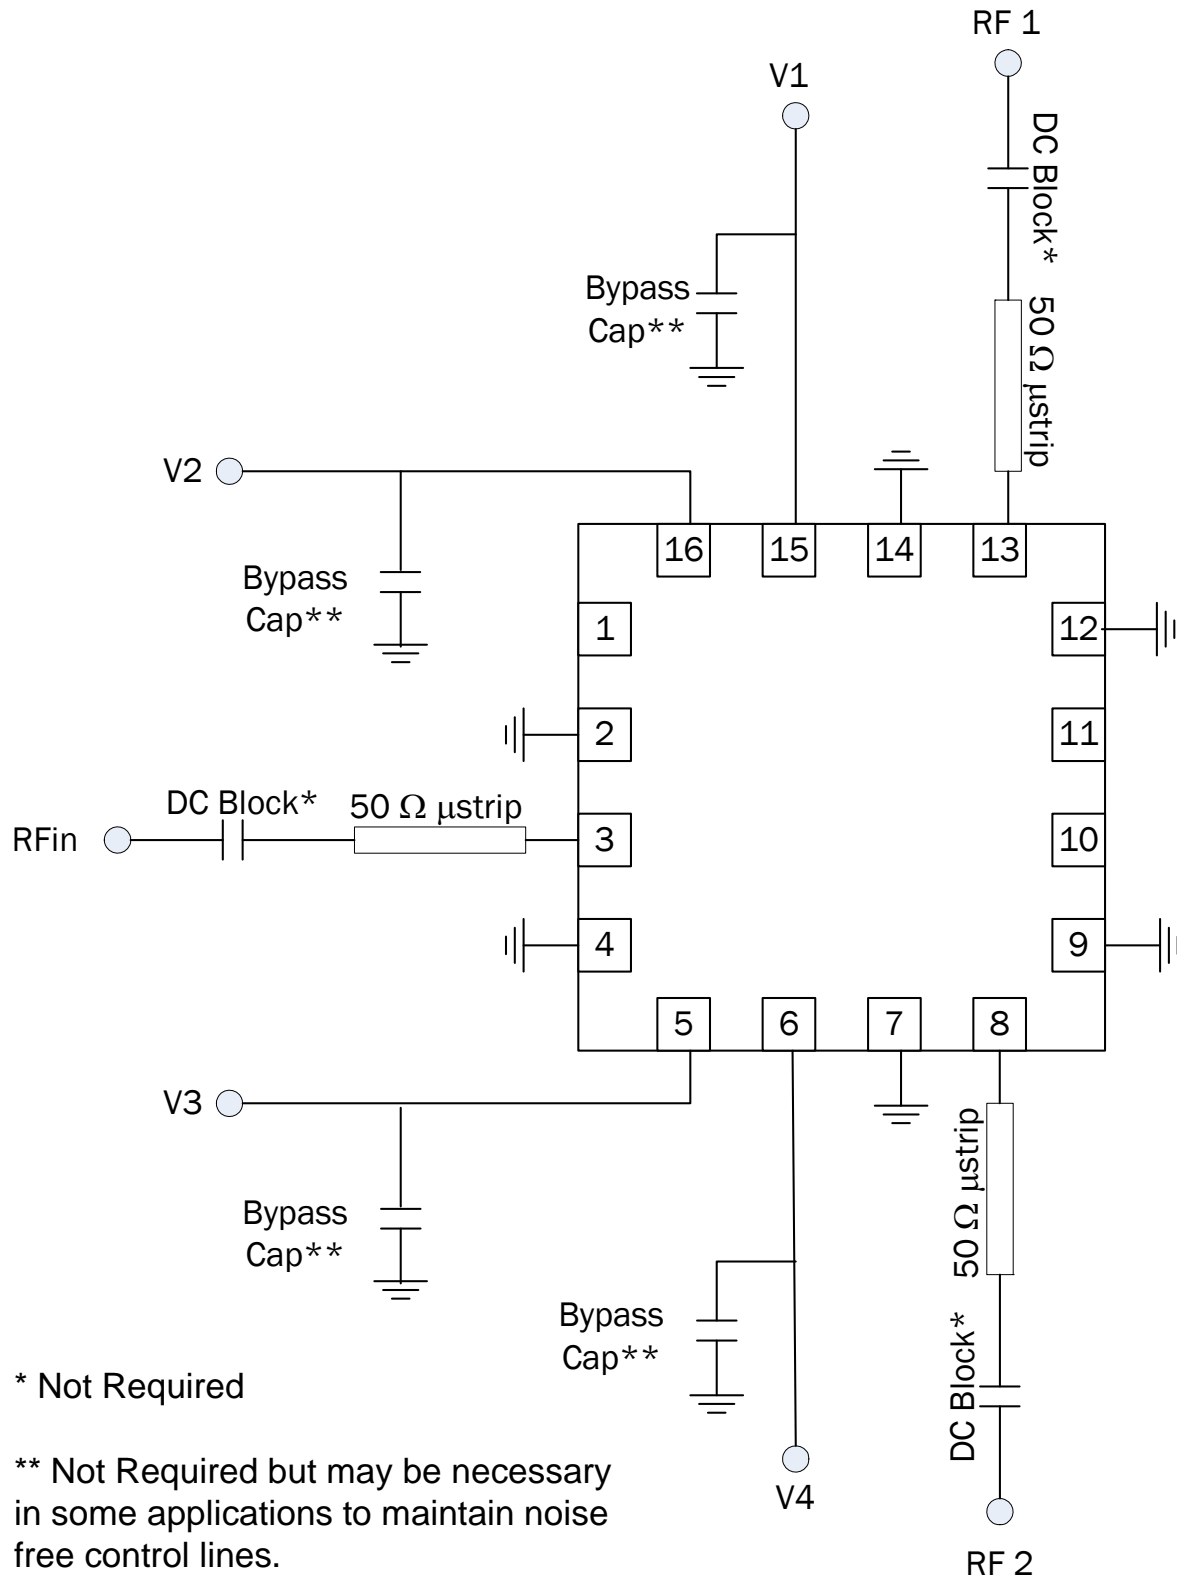 RF 1
V1
DC Block*
Bypass
Cap**
50 Ω μstrip
V2
16
15
14
13
Bypass
Cap**
1
12
2
11
DC Block*
50 Ω μstrip
RFin
3
10
4
9
5
6
7
8
V3
50 Ω μstrip
Bypass
Cap**
Bypass
Cap**
DC Block*
* Not Required
** Not Required but may be necessary
in some applications to maintain noise
free control lines.
V4
RF 2